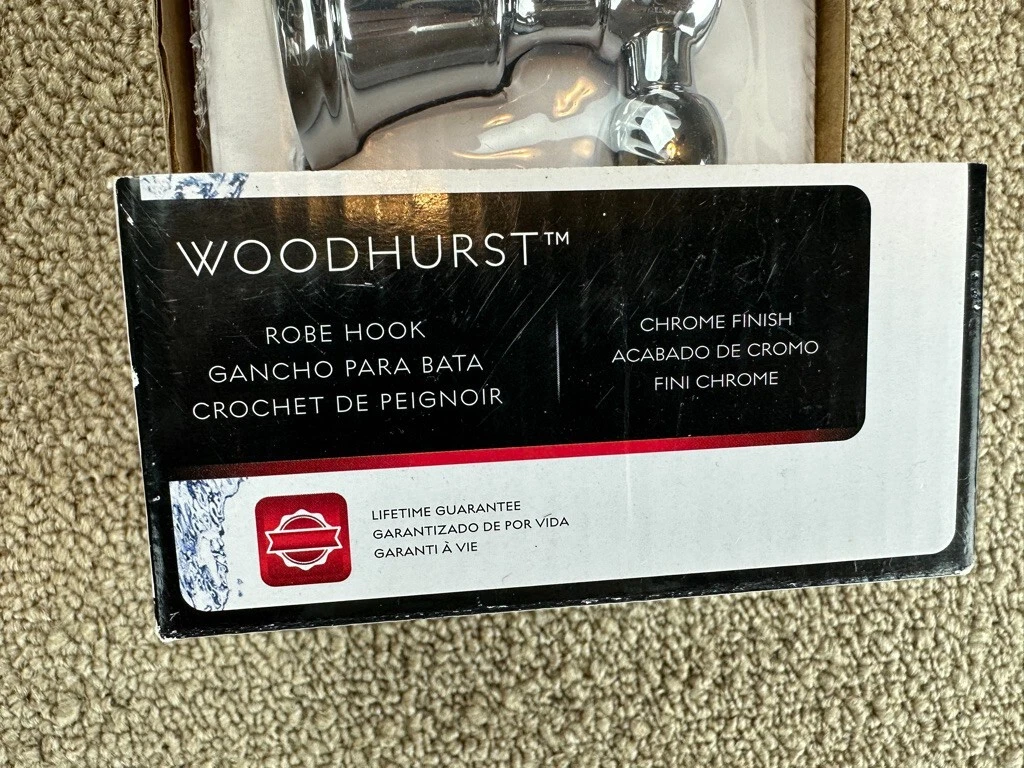 WOODHURST™
ROBE HOOK
GANCHO PARA BATA
CROCHET DE PEIGNOIR
CHROME FINISH
ACABADO DE CROMO
FINI CHROME
LIFETIME GUARANTEE
GARANTIZADO DE POR VIDA
GARANTI À VIE